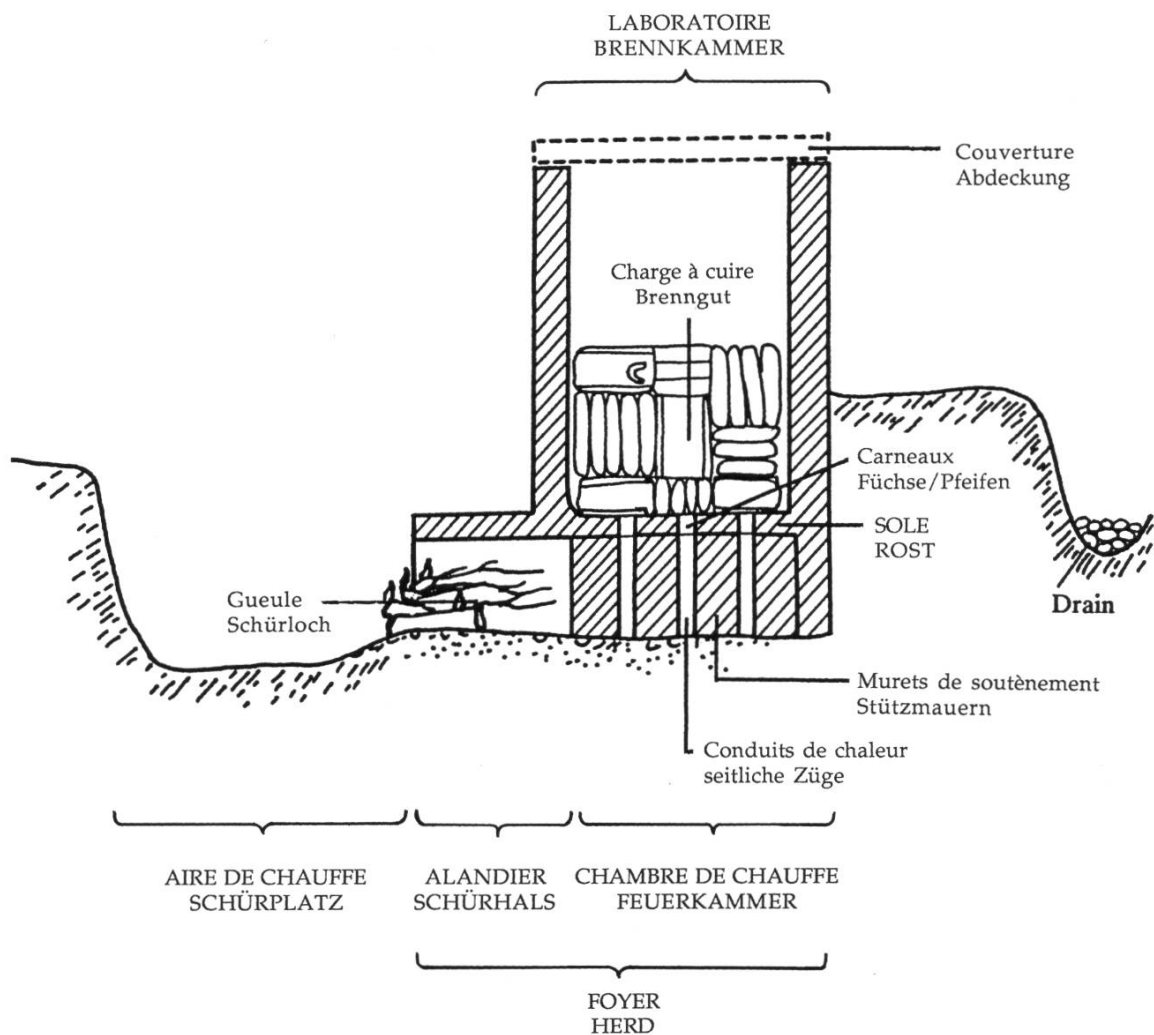 LABORATOIRE
BRENNKAMMER
Couverture
Abdeckung
Charge à cuire
Brenngut
Carneaux
Füchse/Pfeifen
SOLE
ROST
Gueule
Schürloch
Drain
Murets de soutènement
Stützmauern
Conduits de chaleur
seitliche Züge
AIRE DE CHAUFFE
SCHÜRPLATZ
ALANDIER
SCHÜRHALS
CHAMBRE DE CHAUFFE
FEUERKAMMER
FOYER
HERD